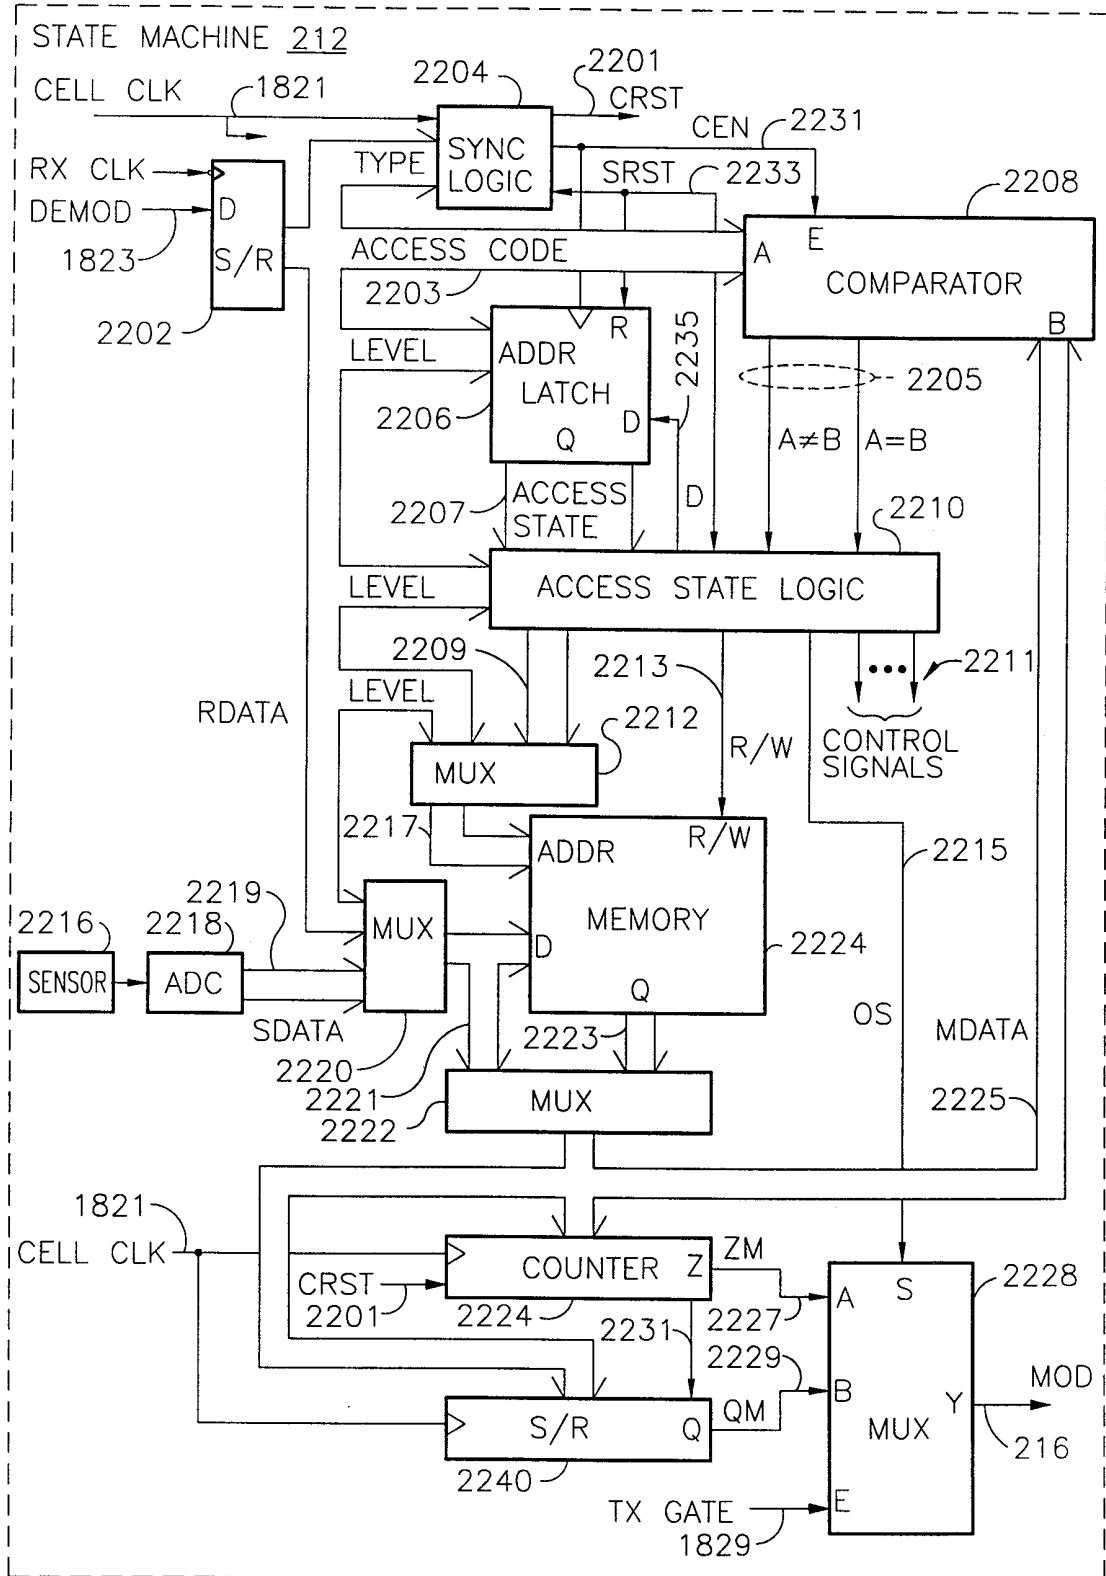 STATE MACHINE 212
CELL CLK
1821
2204
2201
CRST
CEN
2231
TYPE
SYNC
LOGIC
SRST
2233
2208
RX CLK
DEMOD
D
1823
S/R
2202
ACCESS CODE
2203
A
E
COMPARATOR
B
R
LEVEL
ADDR
LATCH
2206
D
Q
2235
2205
A≠B
A=B
2207
ACCESS
STATE
D
2210
ACCESS STATE LOGIC
LEVEL
2209
2213
2211
LEVEL
RDATA
2212
MUX
R/W
CONTROL
SIGNALS
2217
ADDR
R/W
2215
2219
2216
2218
MUX
MEMORY
2224
SENSOR
ADC
D
Q
SDATA
2223
OS
MDATA
2220
2221
2222
MUX
2225
1821
CELL CLK
COUNTER
Z
ZM
CRST
2201
2224
2231
2227
A
S
2228
2229
S/R
Q
QM
B
Y
MOD
MUX
216
2240
TX GATE
1829
E